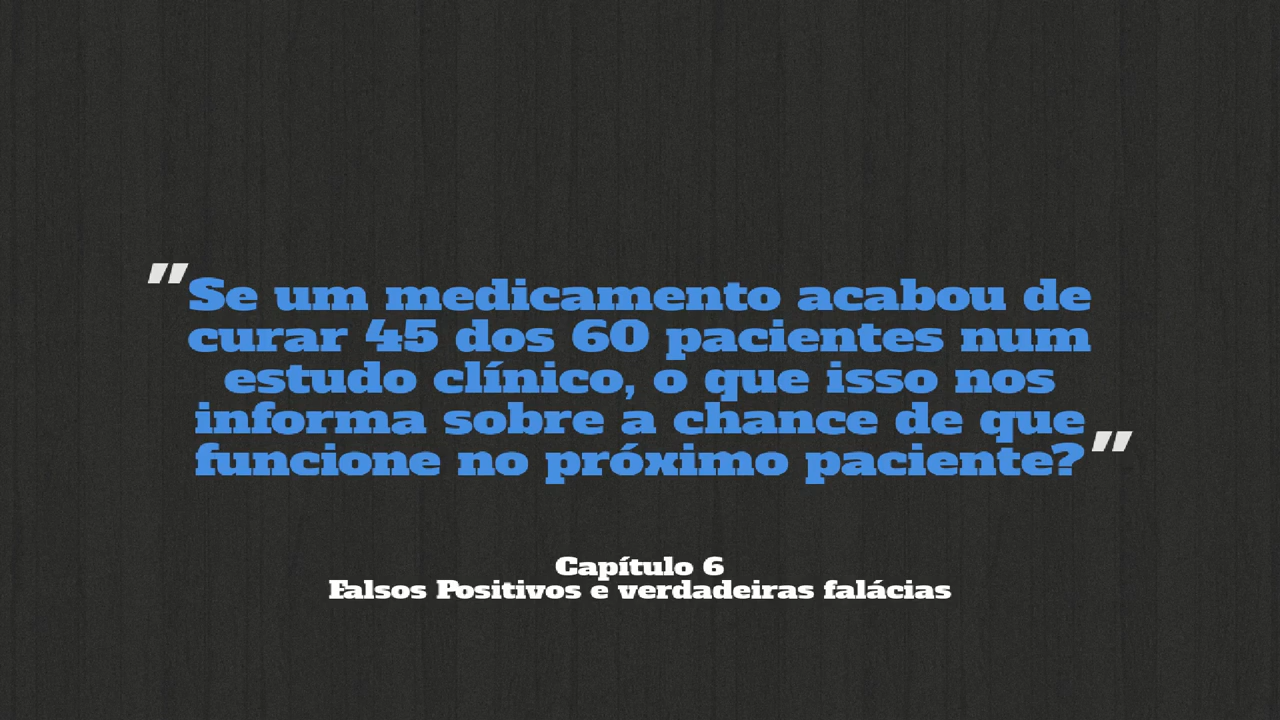 "Se um medicamento acabou de
curar 45 dos 60 pacientes num
estudo clínico, o que isso nos
informa sobre a chance de que
funcione no próximo paciente?"
Capítulo 6
Falsos Positivos e verdadeiras falácias